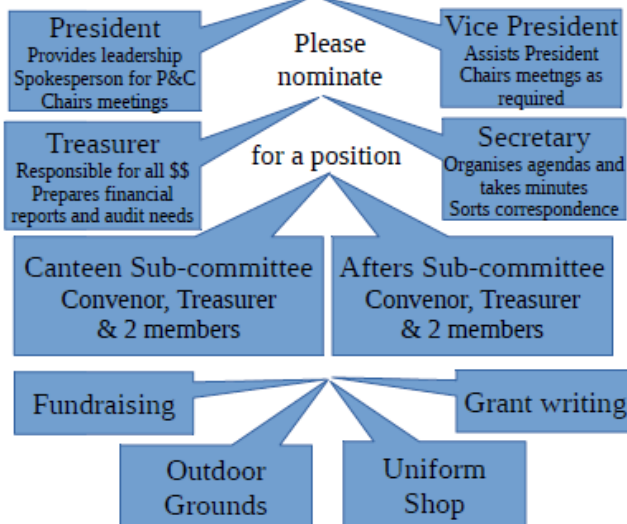 President
Provides leadership
Spokesperson for P&C
Chairs meetings
Please
nominate
Vice President
Assists President
Chairs meetngs as
required
Treasurer
Responsible for all $$
Prepares financial
reports and audit needs
for a position
Secretary
Organises agendas and
takes minutes
Sorts correspondence
Canteen Sub-committee
Convenor, Treasurer
& 2 members
Afters Sub-committee
Convenor, Treasurer
& 2 members
Fundraising
Grant writing
Outdoor
Grounds
Uniform
Shop